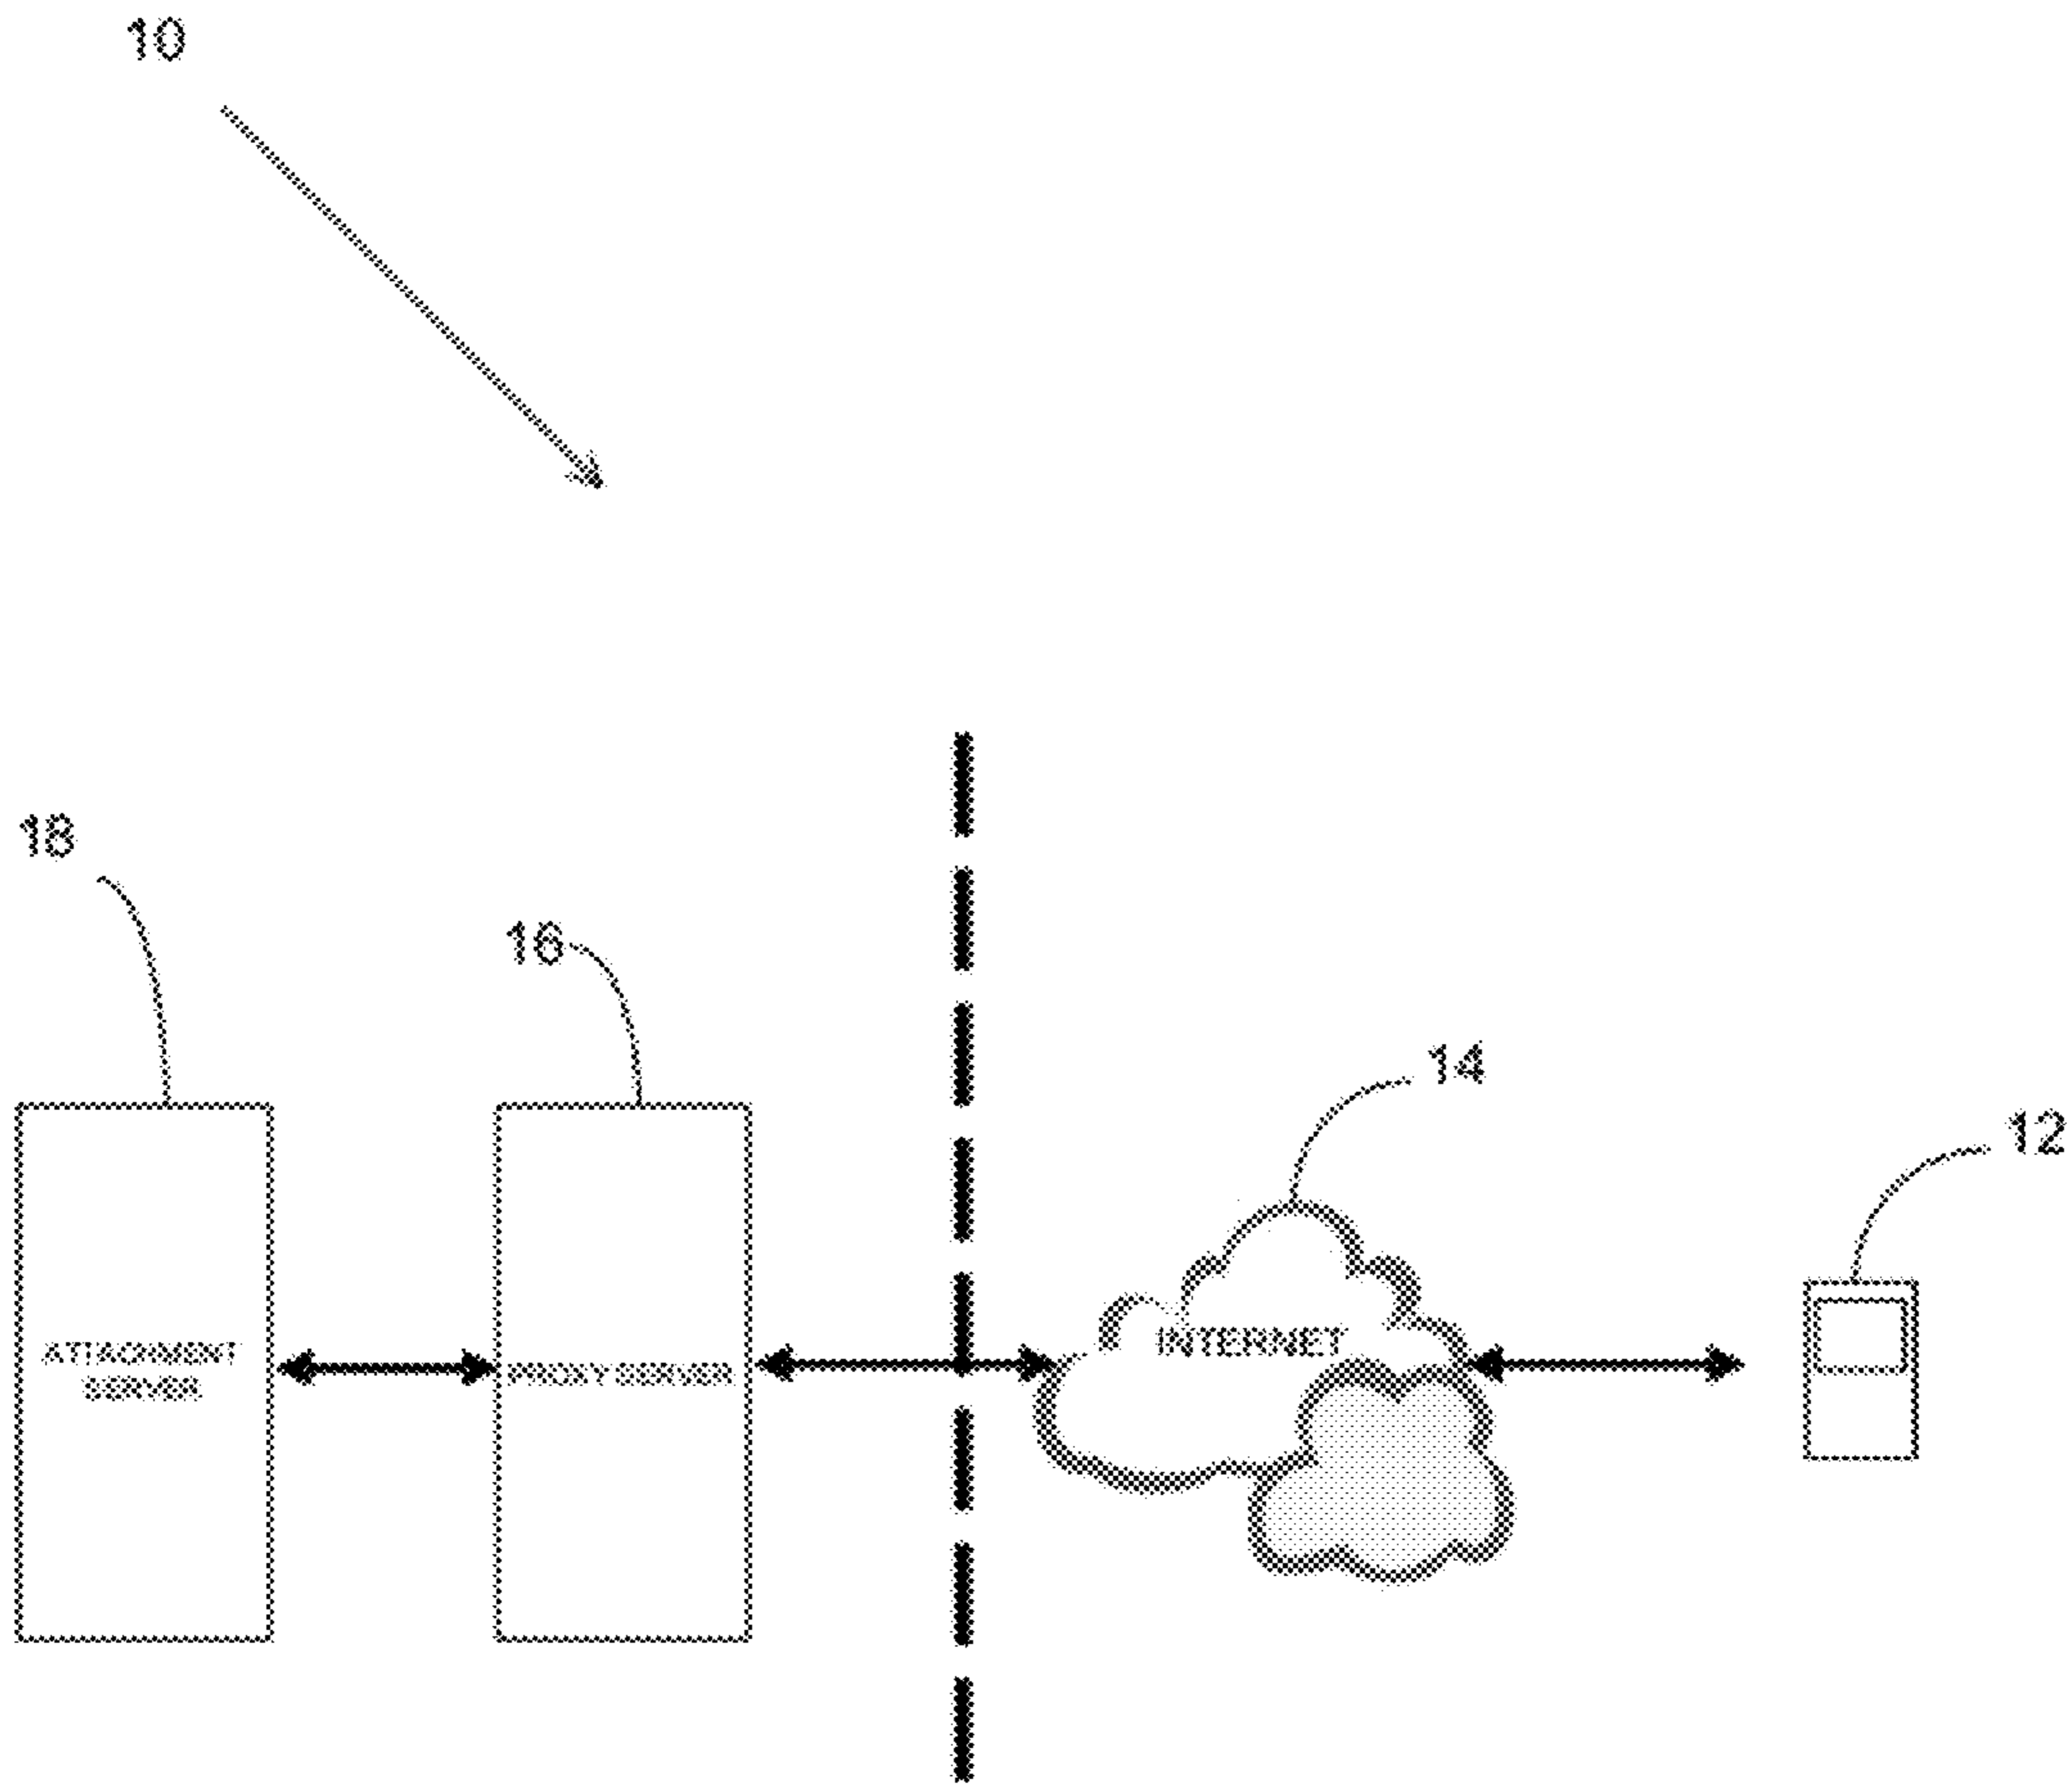 10
18
16
14
12
ATTACHMENT
SERVER
PROXY SERVER
INTERNET